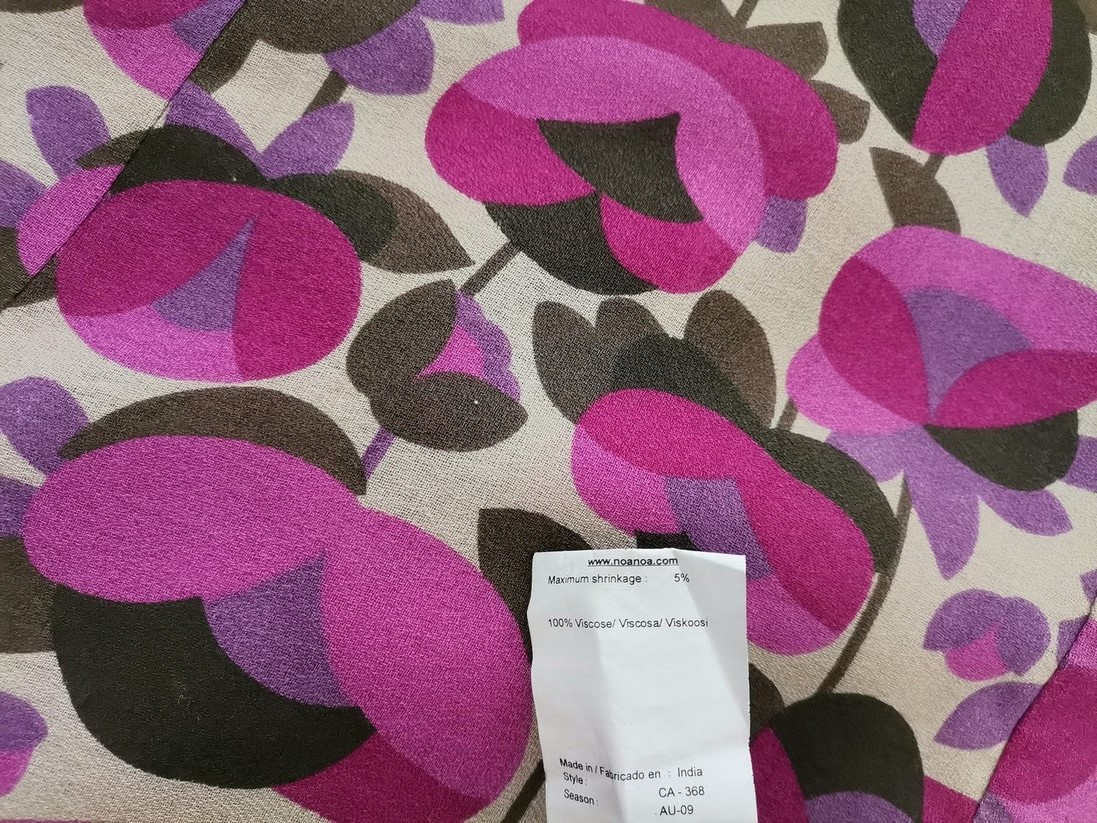 www.noanoa.com
Maximum shrinkage : 5%
100% Viscose/ Viscosa/ Viskoosi
Made in / Fabricado en : India
Style : CA - 368
Season : AU-09